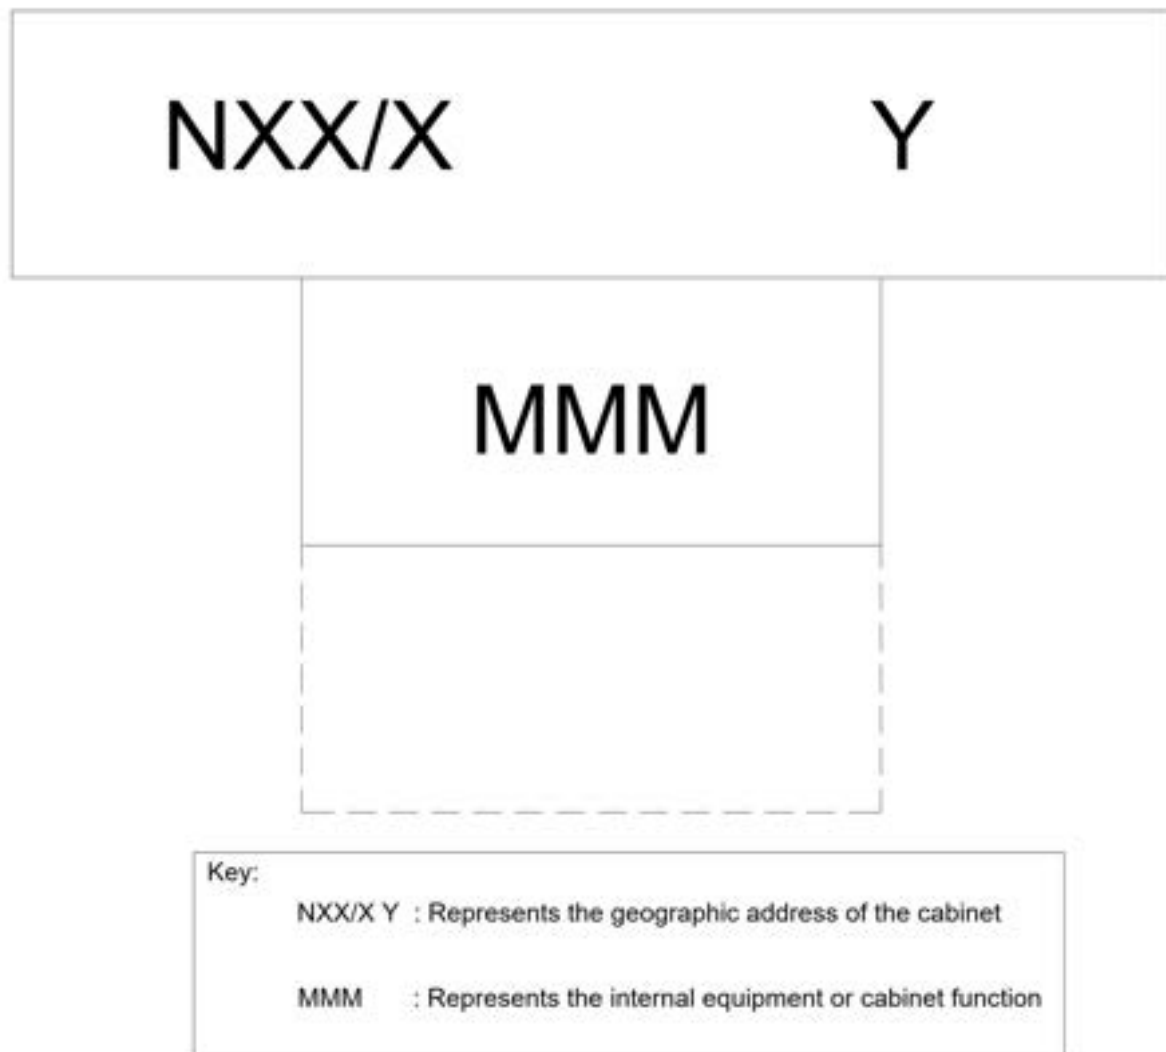 NXX/X Y
MMM
Key:
NXX/X Y : Represents the geographic address of the cabinet
MMM : Represents the internal equipment or cabinet function